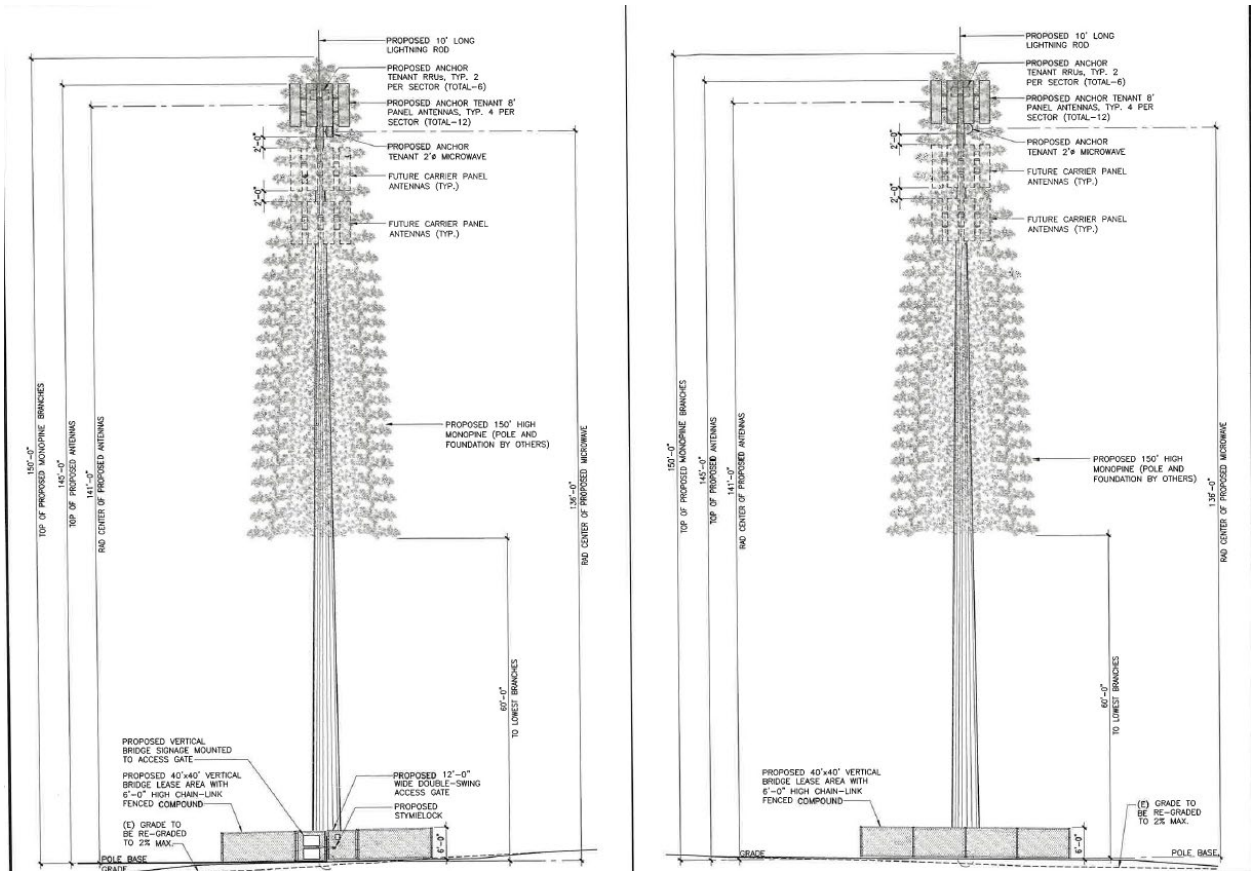 PROPOSED 10' LONG
LIGHTNING ROD
PROPOSED ANCHOR
TENANT RRUs, TYP. 2
PER SECTOR (TOTAL-6)
PROPOSED ANCHOR TENANT 8'
PANEL ANTENNAS, TYP. 4 PER
SECTOR (TOTAL-12)
2'-0"
PROPOSED ANCHOR
TENANT 2'ø MICROWAVE
FUTURE CARRIER PANEL
ANTENNAS (TYP.)
2'-0"
FUTURE CARRIER PANEL
ANTENNAS (TYP.)
150'-0"
TOP OF PROPOSED MONOPINE BRANCHES
145'-0"
TOP OF PROPOSED ANTENNAS
141'-0"
RAD CENTER OF PROPOSED ANTENNAS
PROPOSED 150' HIGH
MONOPINE (POLE AND
FOUNDATION BY OTHERS)
136'-0"
RAD CENTER OF PROPOSED MICROWAVE
60'-0"
TO LOWEST BRANCHES
PROPOSED VERTICAL
BRIDGE SIGNAGE MOUNTED
TO ACCESS GATE
PROPOSED 40'x40' VERTICAL
BRIDGE LEASE AREA WITH
6'-0" HIGH CHAIN-LINK
FENCED COMPOUND
(E) GRADE TO
BE RE-GRADED
TO 2% MAX.
PROPOSED 12'-0"
WIDE DOUBLE-SWING
ACCESS GATE
PROPOSED
STYMIELOCK
6'-0"
POLE BASE
GRADE
PROPOSED 10' LONG
LIGHTNING ROD
PROPOSED ANCHOR
TENANT RRUs, TYP. 2
PER SECTOR (TOTAL-6)
PROPOSED ANCHOR TENANT 8'
PANEL ANTENNAS, TYP. 4 PER
SECTOR (TOTAL-12)
2'-0"
PROPOSED ANCHOR
TENANT 2'ø MICROWAVE
FUTURE CARRIER PANEL
ANTENNAS (TYP.)
2'-0"
FUTURE CARRIER PANEL
ANTENNAS (TYP.)
150'-0"
TOP OF PROPOSED MONOPINE BRANCHES
145'-0"
TOP OF PROPOSED ANTENNAS
141'-0"
RAD CENTER OF PROPOSED ANTENNAS
PROPOSED 150' HIGH
MONOPINE (POLE AND
FOUNDATION BY OTHERS)
136'-0"
RAD CENTER OF PROPOSED MICROWAVE
60'-0"
TO LOWEST BRANCHES
PROPOSED 40'x40' VERTICAL
BRIDGE LEASE AREA WITH
6'-0" HIGH CHAIN-LINK
FENCED COMPOUND
(E) GRADE TO
BE RE-GRADED
TO 2% MAX.
6'-0"
GRADE
POLE BASE